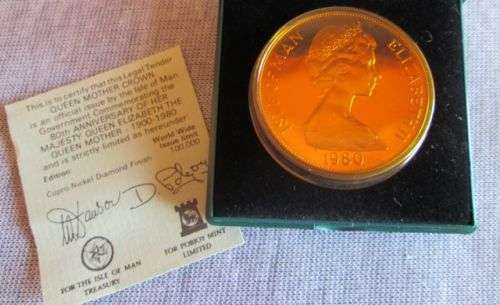 This is to certify that this Legal Tender
QUEEN MOTHER CROWN
is an official issue by the Isle of Man
Government Commemorating the
80th ANNIVERSARY OF HER
MAJESTY QUEEN ELIZABETH THE
QUEEN MOTHER - 1900-1980
and is strictly limited as hereunder:
World Wide
Edition: Issue limit
100,000
Cupro-Nickel Diamond Finish
FOR THE ISLE OF MAN
TREASURY
FOR POBJOY MINT
LIMITED
ISLE OF MAN
ELIZABETH II
1980